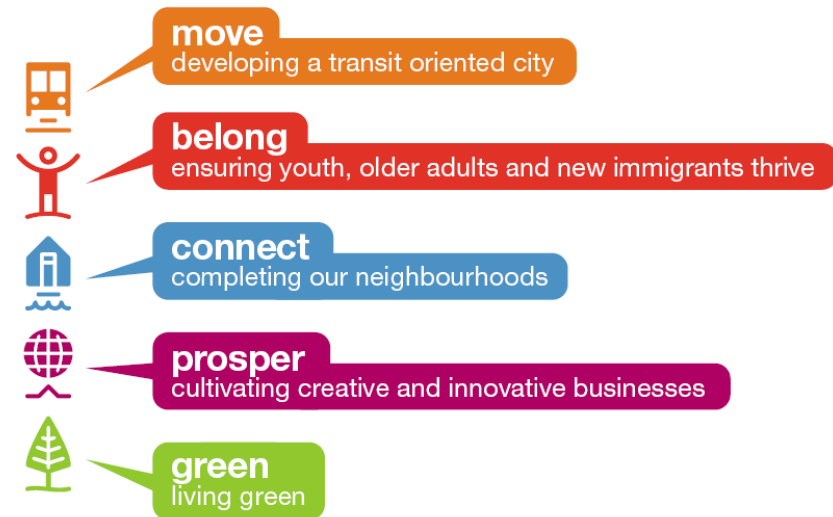 move
developing a transit oriented city
belong
ensuring youth, older adults and new immigrants thrive
connect
completing our neighbourhoods
prosper
cultivating creative and innovative businesses
green
living green